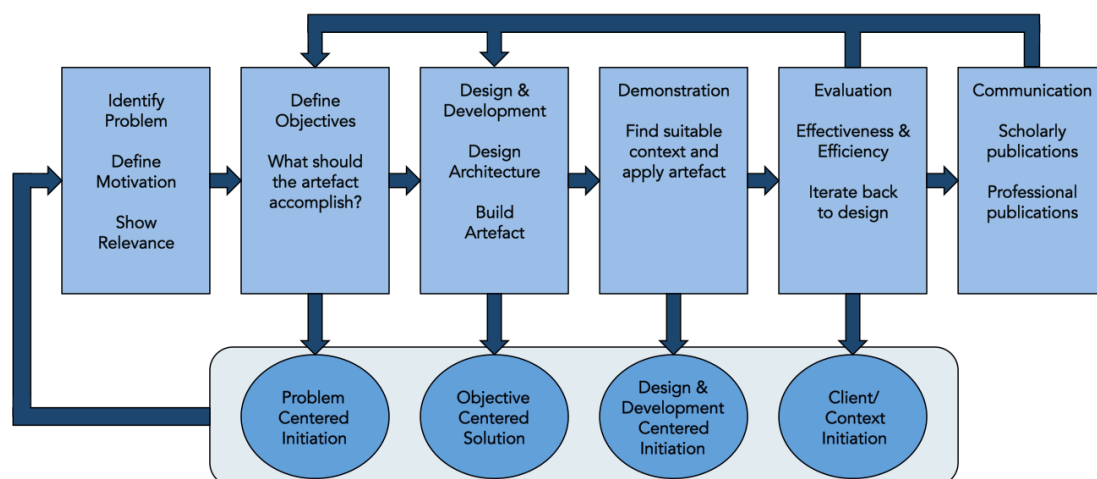 Identify
Problem
Define
Motivation
Show
Relevance
Define
Objectives
What should
the artefact
accomplish?
Design &
Development
Design
Architecture
Build
Artefact
Demonstration
Find suitable
context and
apply artefact
Evaluation
Effectiveness &
Efficiency
Iterate back
to design
Communication
Scholarly
publications
Professional
publications
Problem
Centered
Initiation
Objective
Centered
Solution
Design &
Development
Centered
Initiation
Client/
Context
Initiation